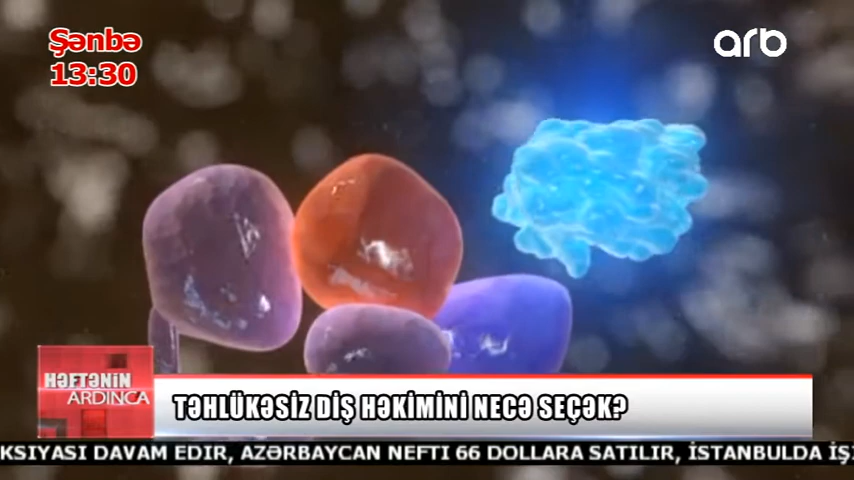 Şənbə
13:30
arb
HƏFTƏNİN
ARDINCA
TƏHLÜKƏSİZ DİŞ HƏKİMİNİ NECƏ SEÇƏK?
KSIYASI DAVAM EDIR, AZƏRBAYCAN NEFTI 66 DOLLARA SATILIR, İSTANBULDA İŞ